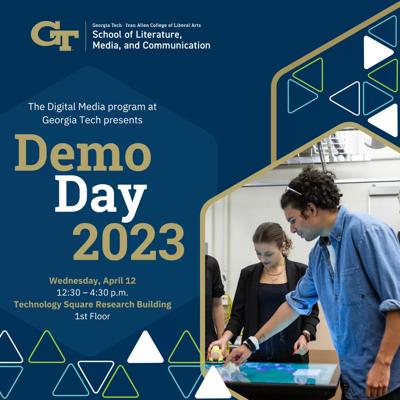 GT
Georgia Tech · Ivan Allen College of Liberal Arts
School of Literature,
Media, and Communication
The Digital Media program at
Georgia Tech presents
Demo
Day
2023
Wednesday, April 12
12:30 – 4:30 p.m.
Technology Square Research Building
1st Floor